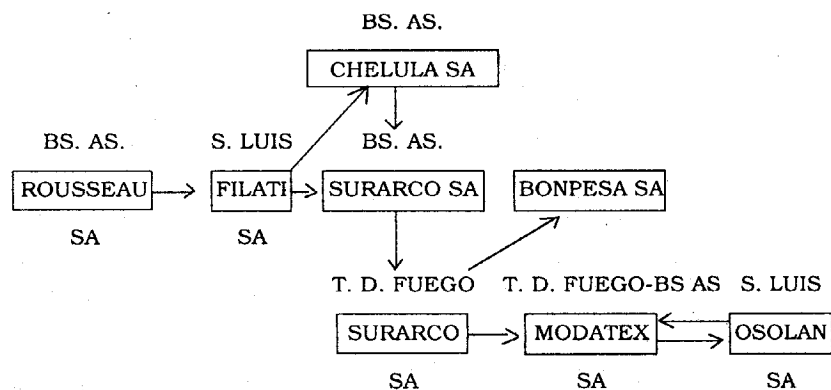 BS. AS.
CHELULA SA
BS. AS. S. LUIS BS. AS.
ROUSSEAU FILATI SURARCO SA BONPESA SA
SA SA
T. D. FUEGO T. D. FUEGO-BS AS S. LUIS
SURARCO MODATEX OSOLAN
SA SA SA